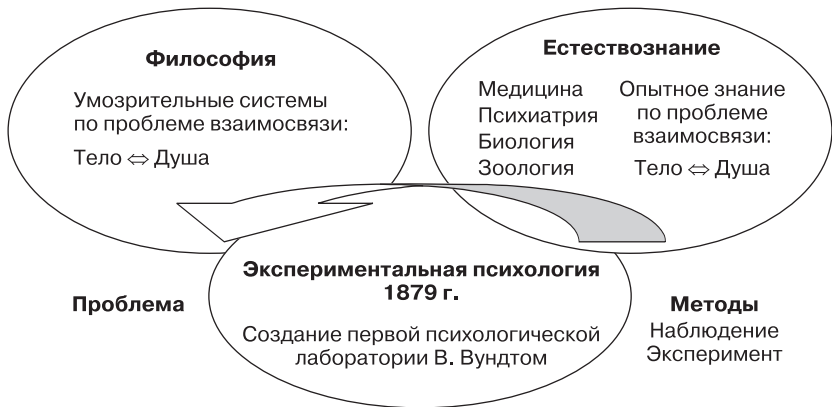 Философия
Умозрительные системы
по проблеме взаимосвязи:
Тело ⇔ Душа
Естествознание
Медицина
Психиатрия
Биология
Зоология
Опытное знание
по проблеме
взаимосвязи:
Тело ⇔ Душа
Проблема
Экспериментальная психология
1879 г.
Создание первой психологической
лаборатории В. Вундтом
Методы
Наблюдение
Эксперимент